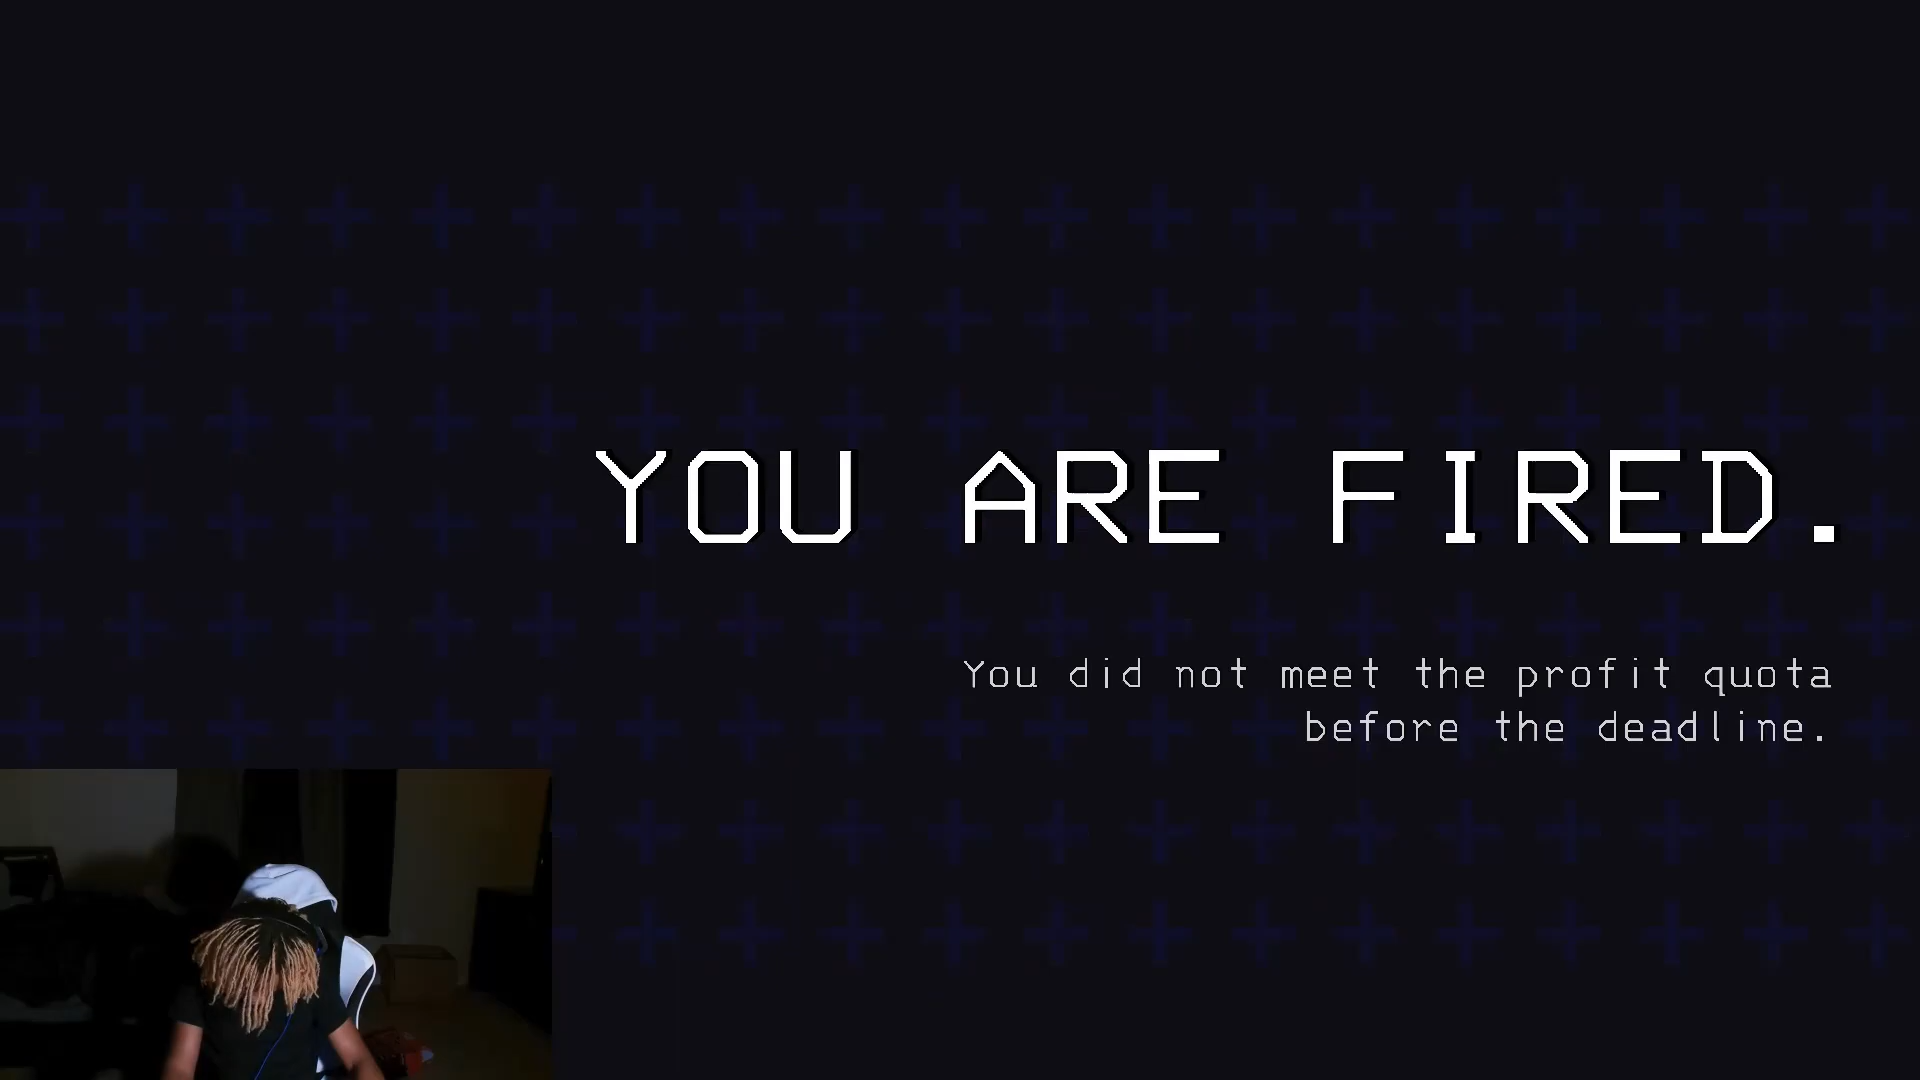 YOU ARE FIRED.
You did not meet the profit quota
before the deadline.